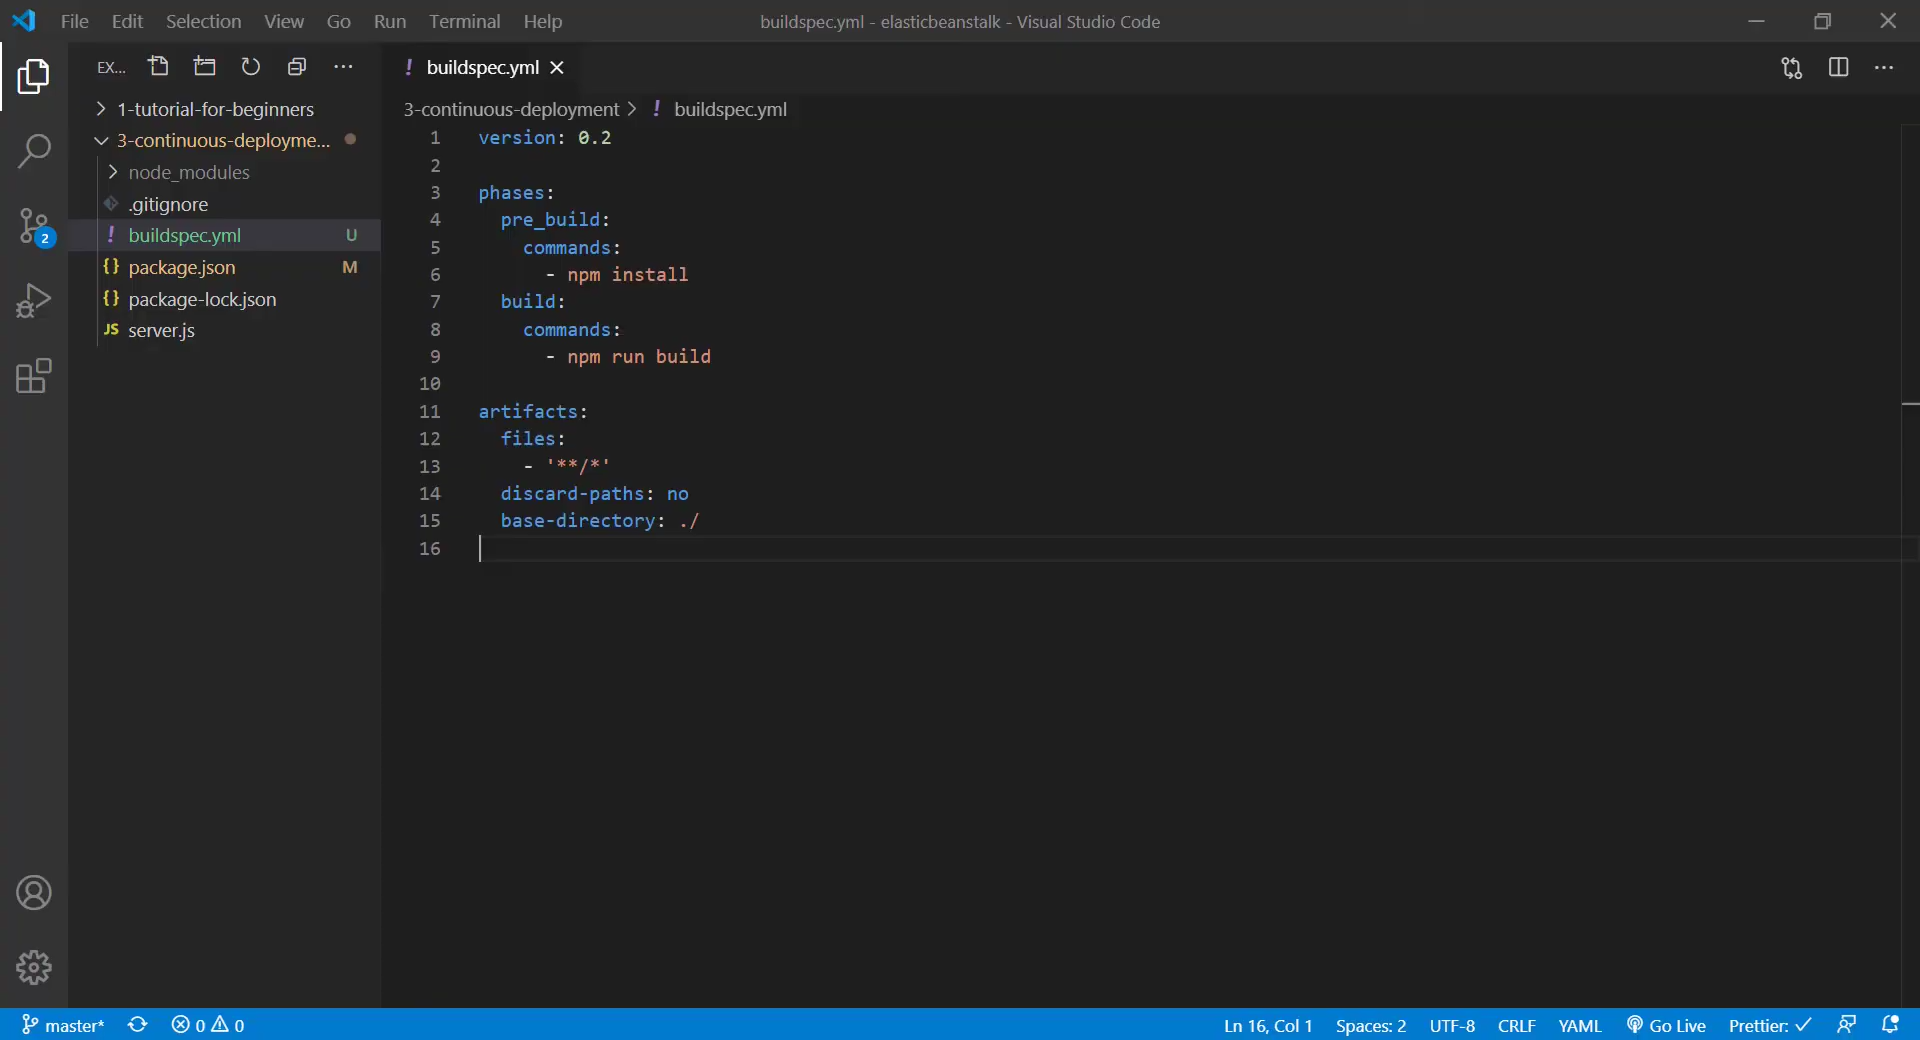 File Edit Selection View Go Run Terminal Help
buildspec.yml - elasticbeanstalk - Visual Studio Code
EX...
1-tutorial-for-beginners
3-continuous-deployme...
node_modules
.gitignore
! buildspec.yml U
{} package.json M
{} package-lock.json
JS server.js
2
! buildspec.yml
3-continuous-deployment > ! buildspec.yml
1 version: 0.2
2
3 phases:
4   pre_build:
5     commands:
6       - npm install
7   build:
8     commands:
9       - npm run build
10
11 artifacts:
12   files:
13     - '**/*'
14   discard-paths: no
15   base-directory: ./
16
master* 0 0
Ln 16, Col 1 Spaces: 2 UTF-8 CRLF YAML Go Live Prettier: ✓